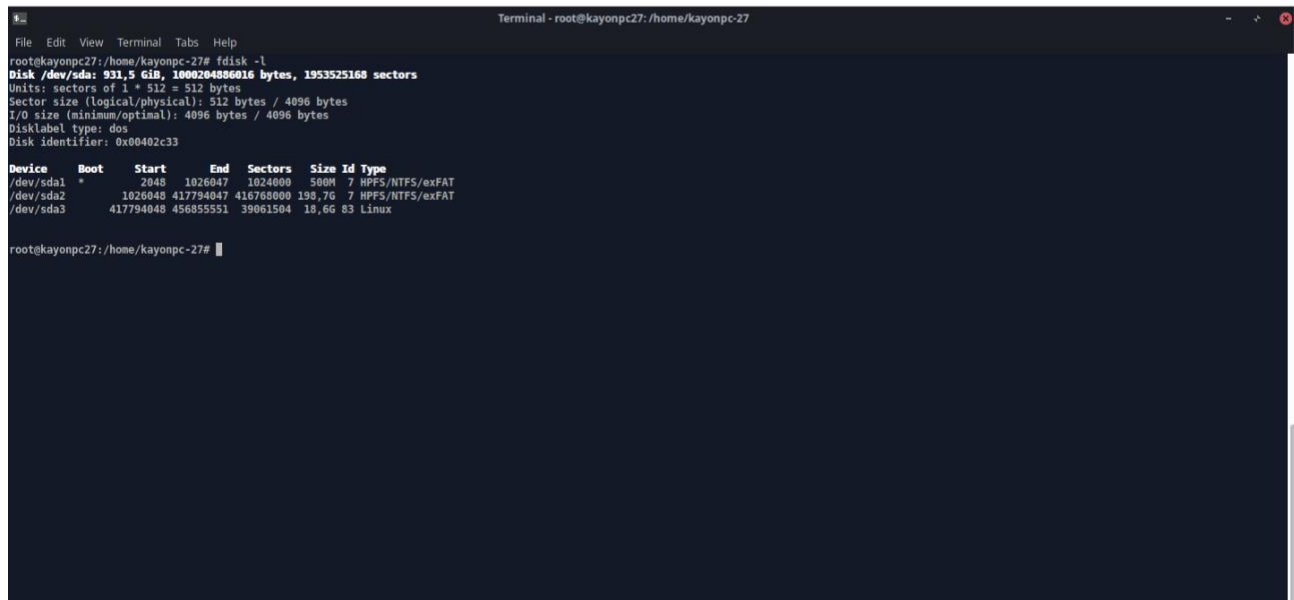 Terminal - root@kayonpc27: /home/kayonpc-27
File Edit View Terminal Tabs Help
root@kayonpc27:/home/kayonpc-27# fdisk -l
Disk /dev/sda: 931,5 GiB, 1000204886016 bytes, 1953525168 sectors
Units: sectors of 1 * 512 = 512 bytes
Sector size (logical/physical): 512 bytes / 4096 bytes
I/O size (minimum/optimal): 4096 bytes / 4096 bytes
Disklabel type: dos
Disk identifier: 0x00402c33
Device Boot Start End Sectors Size Id Type
/dev/sda1 * 2048 1026047 1024000 500M 7 HPFS/NTFS/exFAT
/dev/sda2 1026048 417794047 416768000 198,7G 7 HPFS/NTFS/exFAT
/dev/sda3 417794048 456855551 39061504 18,6G 83 Linux
root@kayonpc27:/home/kayonpc-27#